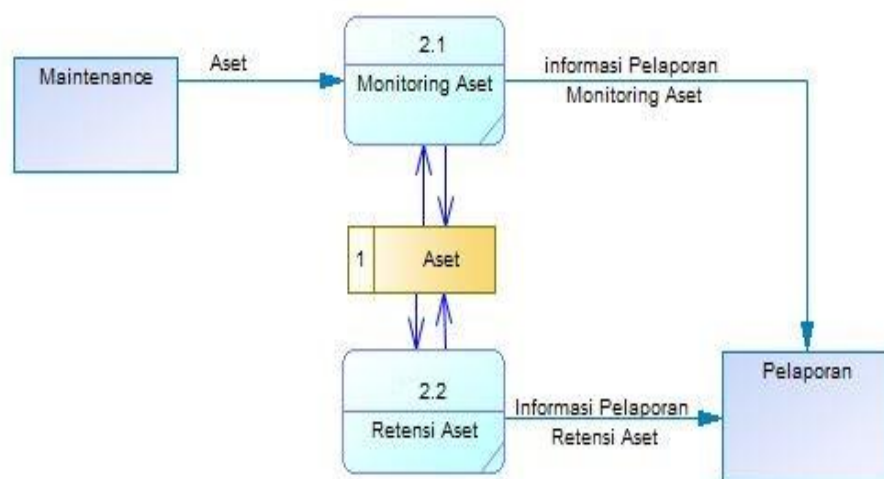 Maintenance
Aset
2.1
Monitoring Aset
informasi Pelaporan
Monitoring Aset
1
Aset
2.2
Retensi Aset
Informasi Pelaporan
Retensi Aset
Pelaporan